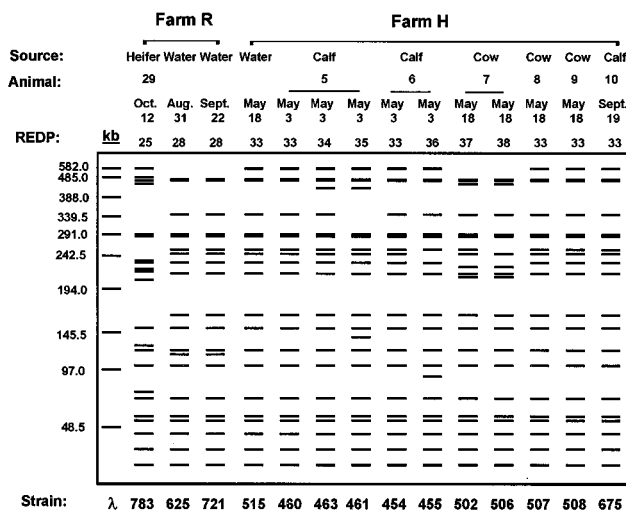 Farm R Farm H
Source: Heifer Water Water Water Calf Calf Cow Cow Cow Calf
Animal: 29 5 6 7 8 9 10
Oct. Aug. Sept. May May May May May May May May May May Sept.
12 31 22 18 3 3 3 3 3 18 18 18 18 19
REDP: kb 25 28 28 33 33 34 35 33 36 37 38 33 33 33
582.0
485.0
388.0
339.5
291.0
242.5
194.0
145.5
97.0
48.5
Strain: λ 783 625 721 515 460 463 461 454 455 502 506 507 508 675